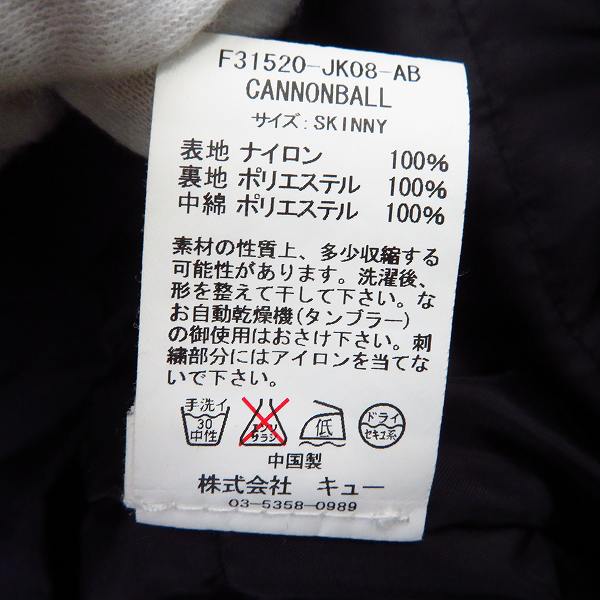 F31520-JK08-AB
CANNONBALL
サイズ: SKINNY
表地 ナイロン 100%
裏地 ポリエステル 100%
中綿 ポリエステル 100%
素材の性質上、多少収縮する
可能性があります。洗濯後、
形を整えて干して下さい。な
お自動乾燥機(タンブラー)
の御使用はおさけ下さい。刺
繍部分にはアイロンを当てな
いで下さい。
手洗イ
30
中性
エンソ
サラシ
低
ドライ
セキユ系
中国製
株式会社 キュー
03-5358-0989